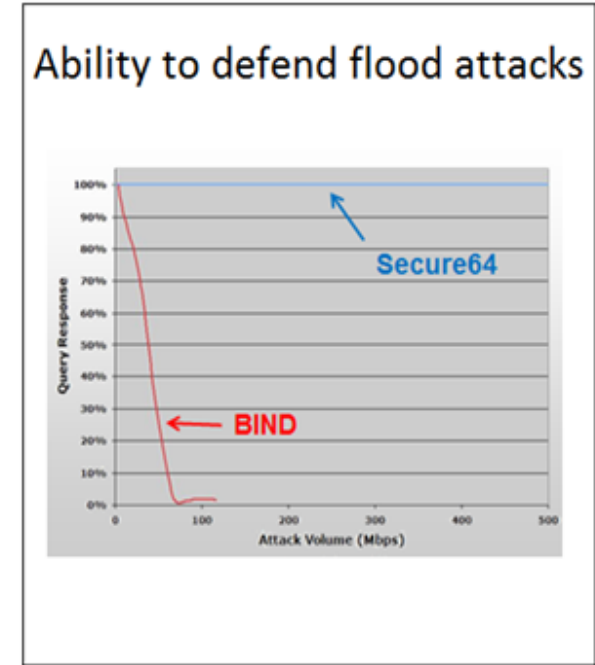 Ability to defend flood attacks
100%
90%
80%
70%
60%
50%
40%
30%
20%
10%
0%
Query Response
Secure64
BIND
0 100 200 300 400 500
Attack Volume (Mbps)